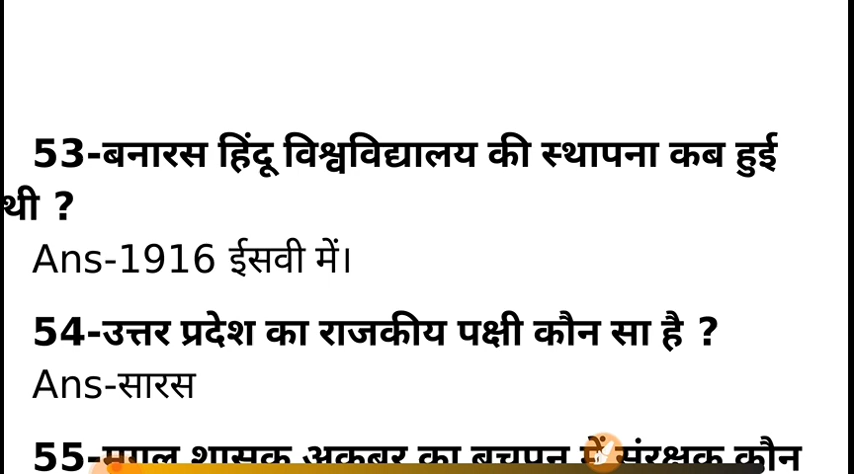 53-बनारस हिंदू विश्वविद्यालय की स्थापना कब हुई
थी ?
Ans-1916 ईसवी में।
54-उत्तर प्रदेश का राजकीय पक्षी कौन सा है ?
Ans-सारस
55-मुगल शासक अकबर का बचपन में संरक्षक कौन